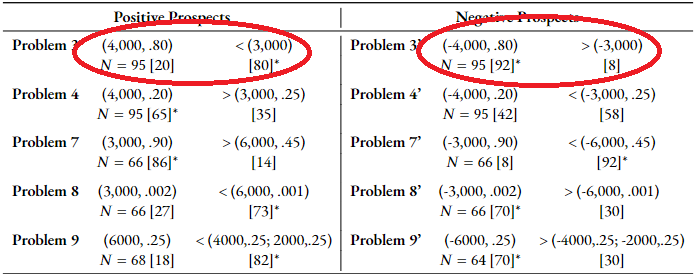 Positive Prospects Negative Prospects
Problem 3 (4,000, .80) < (3,000) Problem 3’ (-4,000, .80) > (-3,000)
N = 95 [20] [80]* N = 95 [92]* [8]
Problem 4 (4,000, .20) > (3,000, .25) Problem 4’ (-4,000, .20) < (-3,000, .25)
N = 95 [65]* [35] N = 95 [42] [58]
Problem 7 (3,000, .90) > (6,000, .45) Problem 7’ (-3,000, .90) < (-6,000, .45)
N = 66 [86]* [14] N = 66 [8] [92]*
Problem 8 (3,000, .002) < (6,000, .001) Problem 8’ (-3,000, .002) > (-6,000, .001)
N = 66 [27] [73]* N = 66 [70]* [30]
Problem 9 (6000, .25) < (4000,.25; 2000,.25) Problem 9’ (-6000, .25) > (-4000,.25; -2000,.25)
N = 68 [18] [82]* N = 64 [70]* [30]